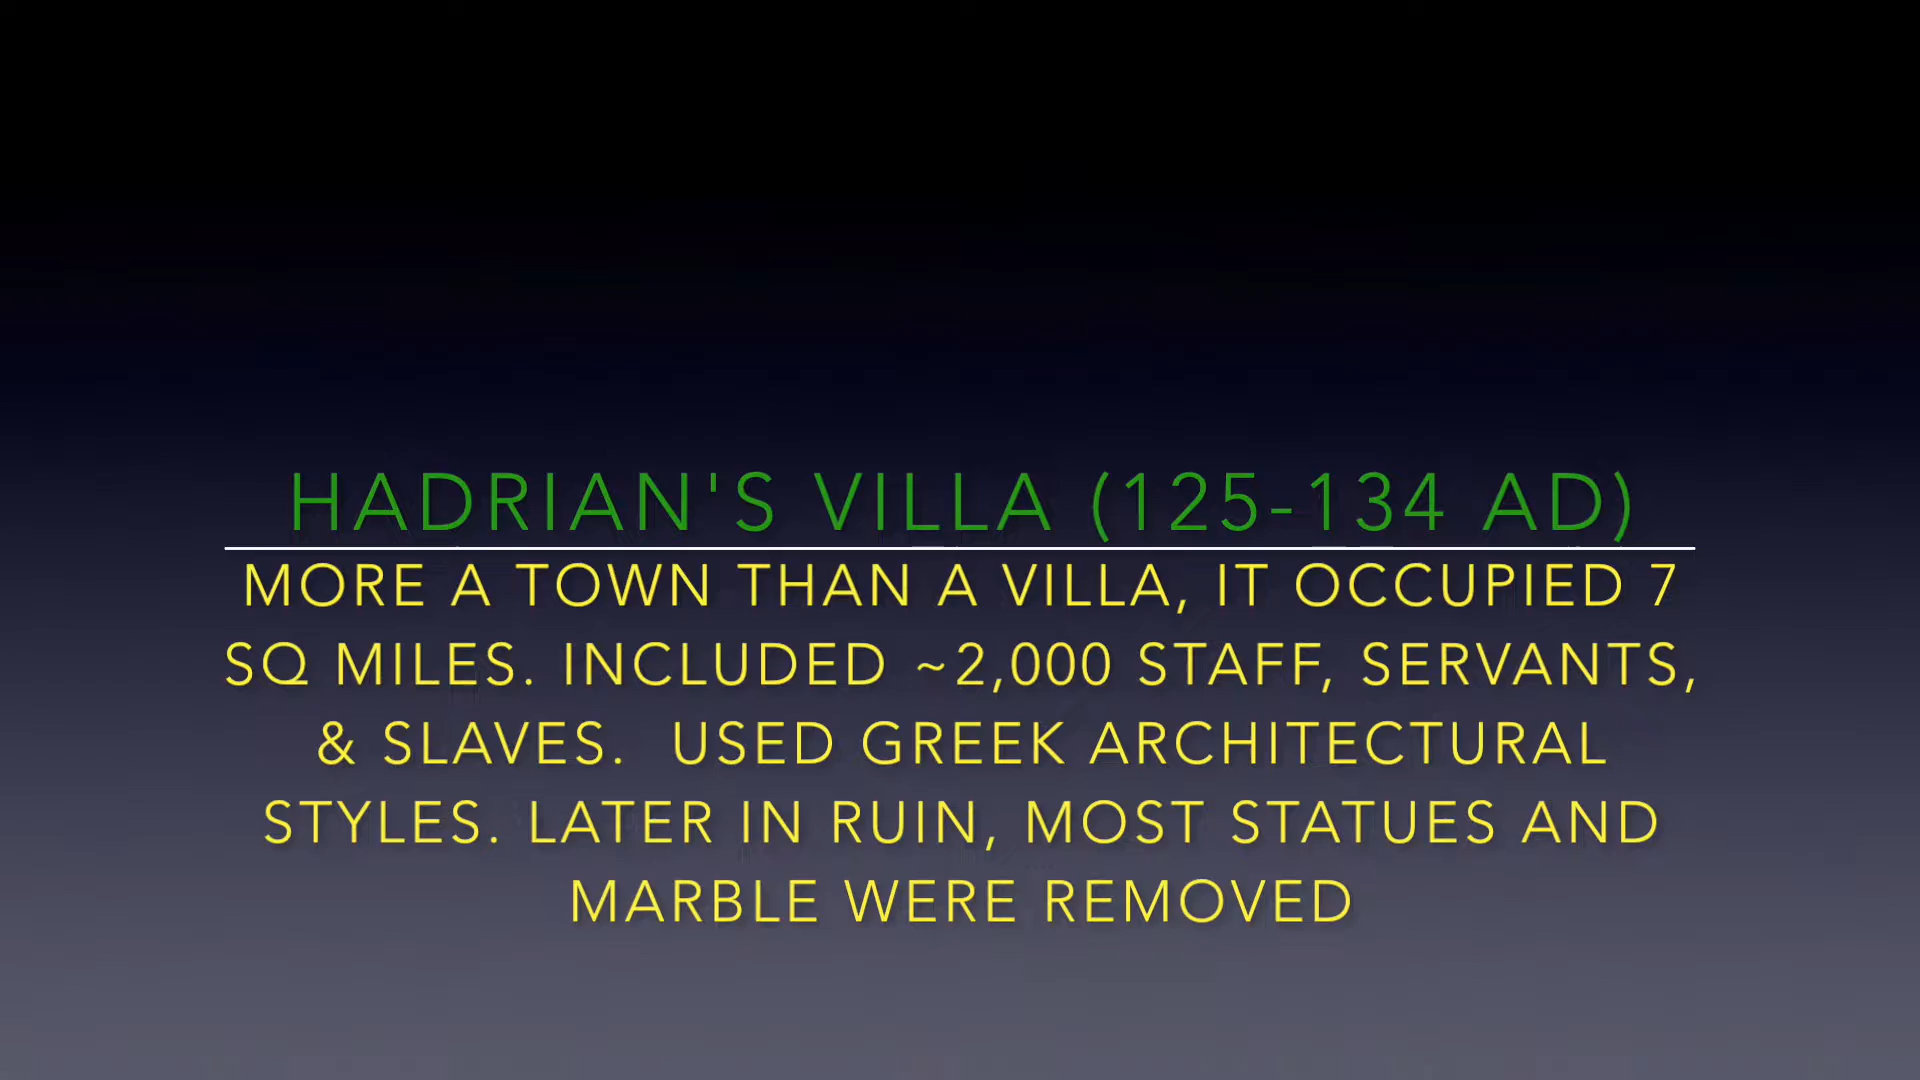 HADRIAN'S VILLA (125-134 AD)
MORE A TOWN THAN A VILLA, IT OCCUPIED 7
SQ MILES. INCLUDED ~2,000 STAFF, SERVANTS,
& SLAVES.  USED GREEK ARCHITECTURAL
STYLES. LATER IN RUIN, MOST STATUES AND
MARBLE WERE REMOVED